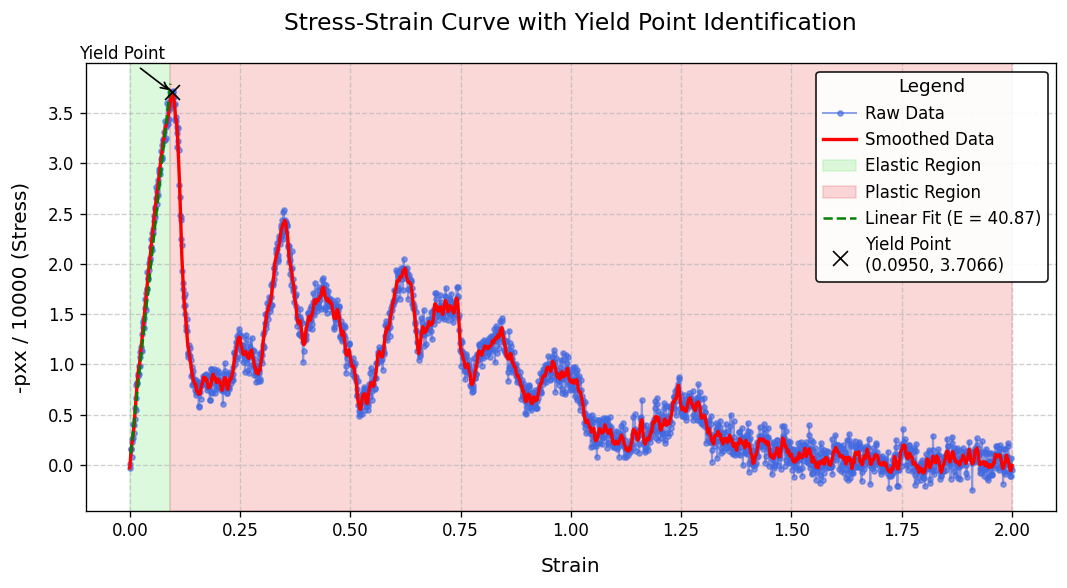 Stress-Strain Curve with Yield Point Identification
Yield Point
Legend
Raw Data
Smoothed Data
Elastic Region
Plastic Region
Linear Fit (E = 40.87)
Yield Point
(0.0950, 3.7066)
-pxx / 10000 (Stress)
3.5
3.0
2.5
2.0
1.5
1.0
0.5
0.0
0.00 0.25 0.50 0.75 1.00 1.25 1.50 1.75 2.00
Strain